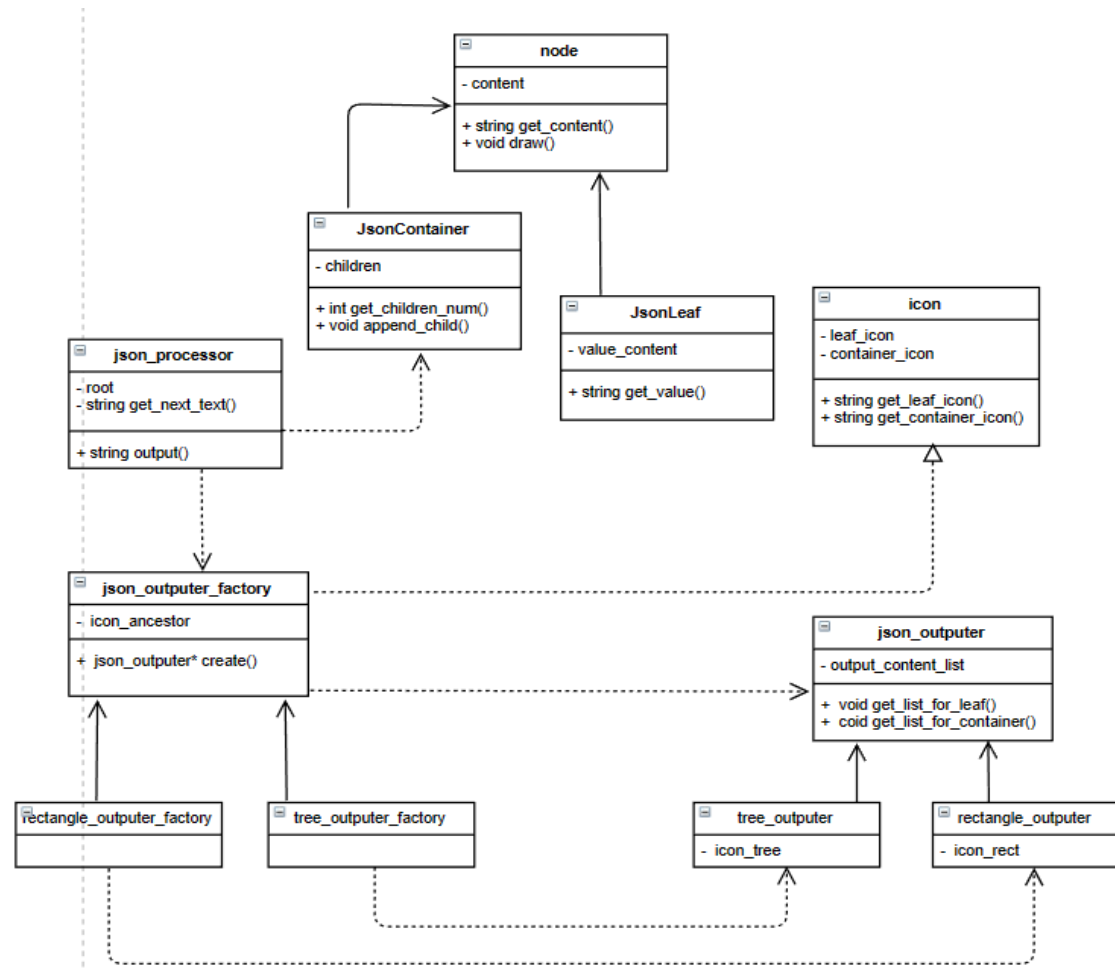 node
- content
+ string get_content()
+ void draw()
JsonContainer
- children
+ int get_children_num()
+ void append_child()
JsonLeaf
- value_content
+ string get_value()
icon
- leaf_icon
- container_icon
+ string get_leaf_icon()
+ string get_container_icon()
json_processor
- root
- string get_next_text()
+ string output()
json_outputer_factory
- icon_ancestor
+ json_outputer* create()
json_outputer
- output_content_list
+ void get_list_for_leaf()
+ coid get_list_for_container()
rectangle_outputer_factory
tree_outputer_factory
tree_outputer
- icon_tree
rectangle_outputer
- icon_rect